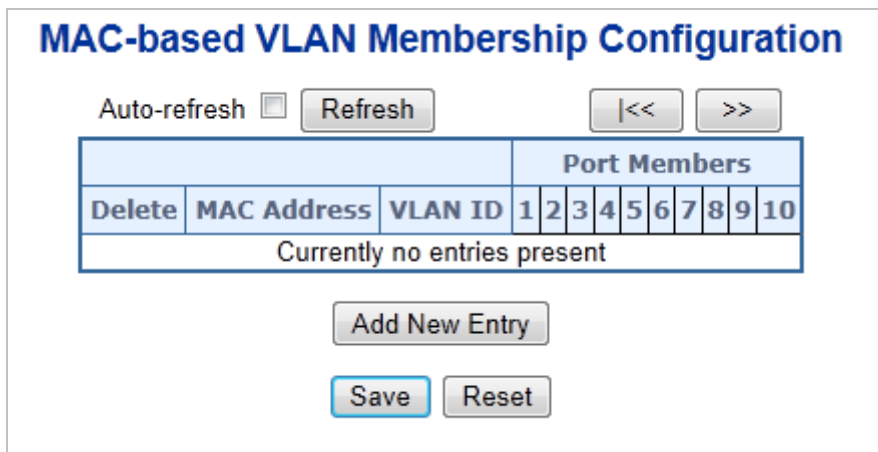 MAC-based VLAN Membership Configuration
Auto-refresh Refresh |<< >>
Port Members
Delete MAC Address VLAN ID 1 2 3 4 5 6 7 8 9 10
Currently no entries present
Add New Entry
Save Reset